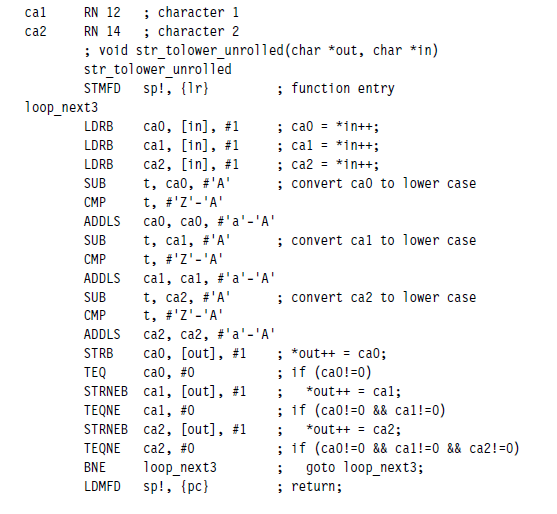 ca1 RN 12 ; character 1
ca2 RN 14 ; character 2
; void str_tolower_unrolled(char *out, char *in)
str_tolower_unrolled
STMFD sp!, {lr} ; function entry
loop_next3
LDRB ca0, [in], #1 ; ca0 = *in++;
LDRB ca1, [in], #1 ; ca1 = *in++;
LDRB ca2, [in], #1 ; ca2 = *in++;
SUB t, ca0, #'A' ; convert ca0 to lower case
CMP t, #'Z'-'A'
ADDLS ca0, ca0, #'a'-'A'
SUB t, ca1, #'A' ; convert ca1 to lower case
CMP t, #'Z'-'A'
ADDLS ca1, ca1, #'a'-'A'
SUB t, ca2, #'A' ; convert ca2 to lower case
CMP t, #'Z'-'A'
ADDLS ca2, ca2, #'a'-'A'
STRB ca0, [out], #1 ; *out++ = ca0;
TEQ ca0, #0 ; if (ca0!=0)
STRNEB ca1, [out], #1 ; *out++ = ca1;
TEQNE ca1, #0 ; if (ca0!=0 && ca1!=0)
STRNEB ca2, [out], #1 ; *out++ = ca2;
TEQNE ca2, #0 ; if (ca0!=0 && ca1!=0 && ca2!=0)
BNE loop_next3 ; goto loop_next3;
LDMFD sp!, {pc} ; return;